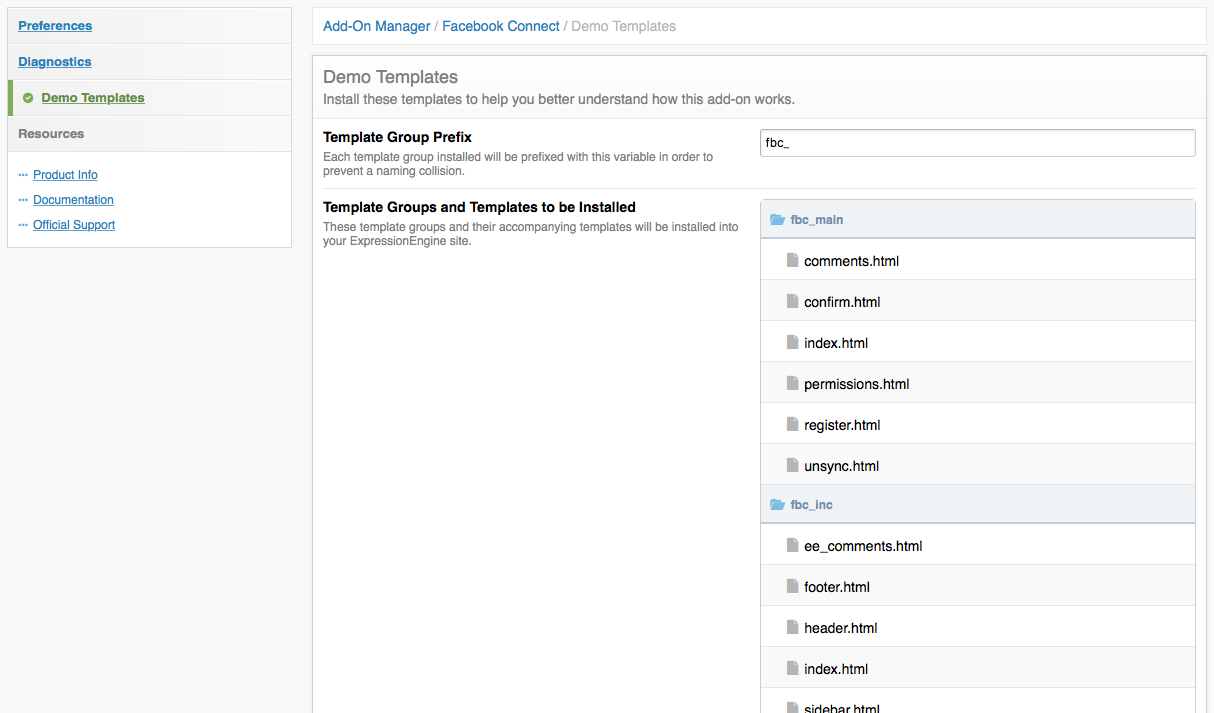 Preferences
Diagnostics
Demo Templates
Resources
Product Info
Documentation
Official Support
Add-On Manager / Facebook Connect / Demo Templates
Demo Templates
Install these templates to help you better understand how this add-on works.
Template Group Prefix
Each template group installed will be prefixed with this variable in order to
prevent a naming collision.
fbc_
Template Groups and Templates to be Installed
These template groups and their accompanying templates will be installed into
your ExpressionEngine site.
fbc_main
comments.html
confirm.html
index.html
permissions.html
register.html
unsync.html
fbc_inc
ee_comments.html
footer.html
header.html
index.html
sidebar.html